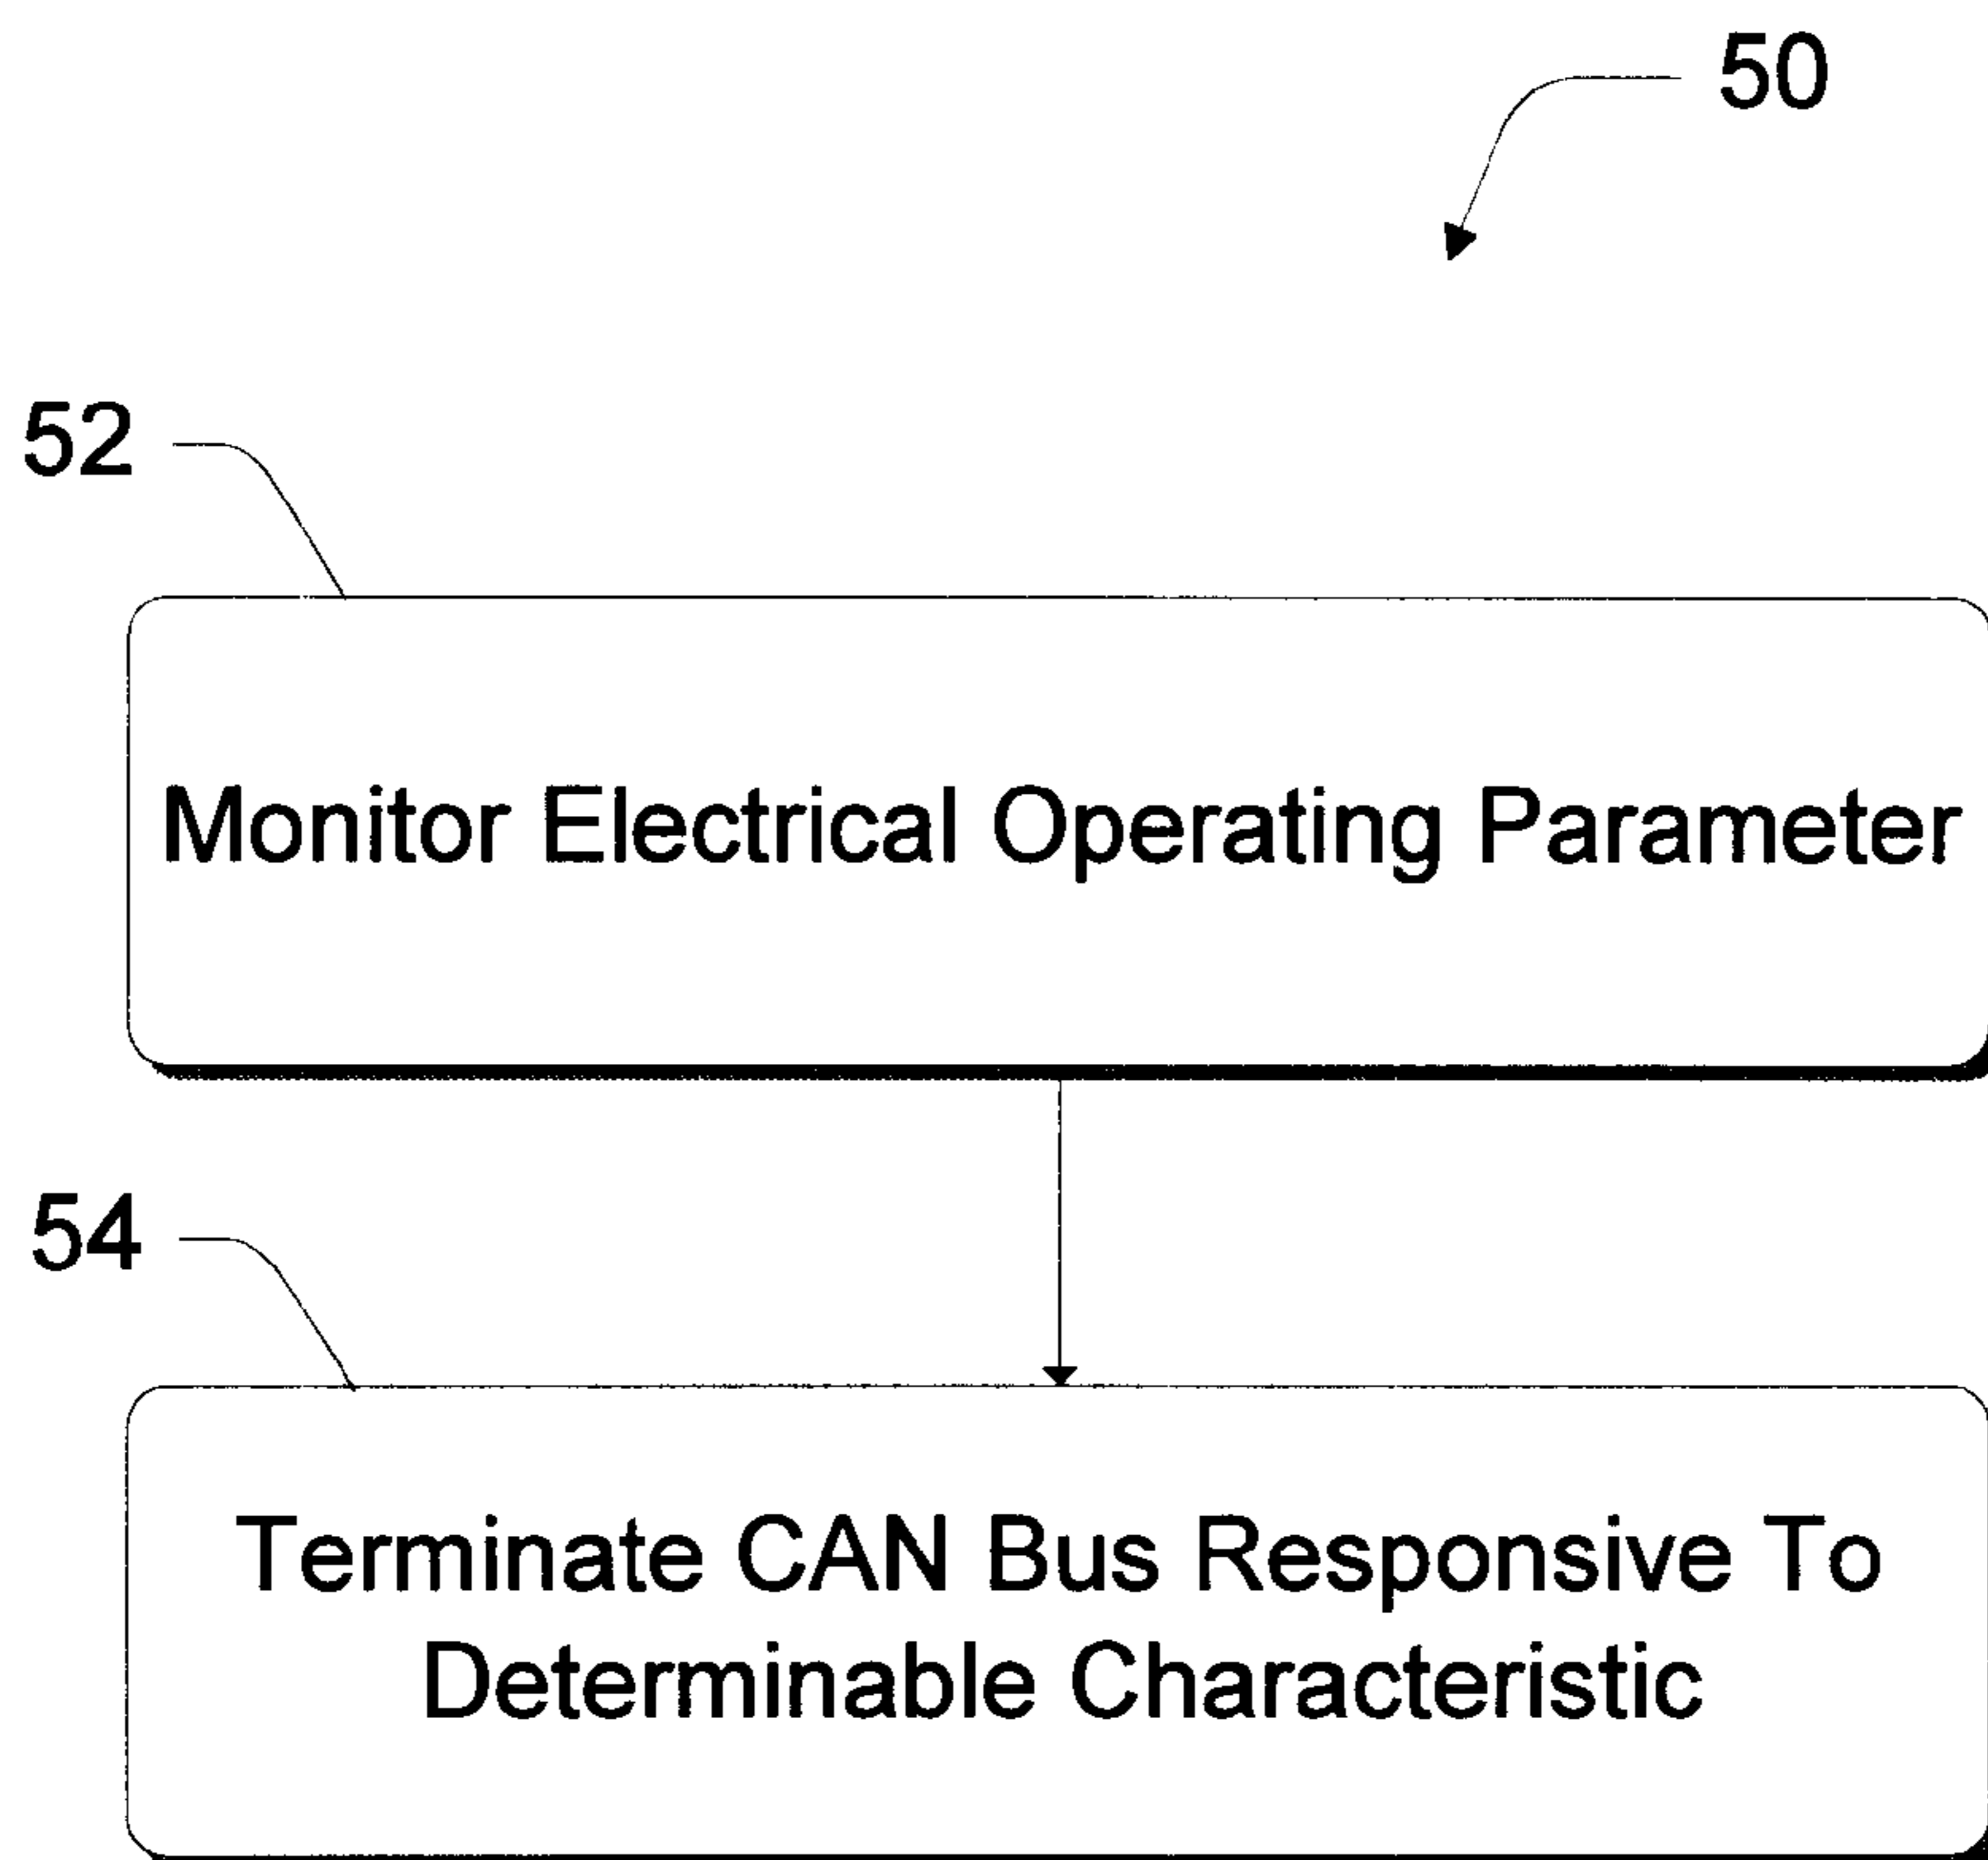 50
52
Monitor Electrical Operating Parameter
54
Terminate CAN Bus Responsive To
Determinable Characteristic